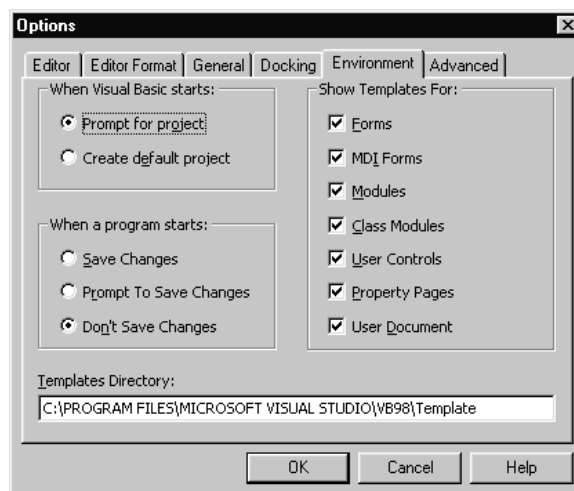 Options
Editor Editor Format General Docking Environment Advanced
When Visual Basic starts:
Prompt for project
Create default project
When a program starts:
Save Changes
Prompt To Save Changes
Don't Save Changes
Show Templates For:
Forms
MDI Forms
Modules
Class Modules
User Controls
Property Pages
User Document
Templates Directory:
C:\PROGRAM FILES\MICROSOFT VISUAL STUDIO\VB98\Template
OK Cancel Help